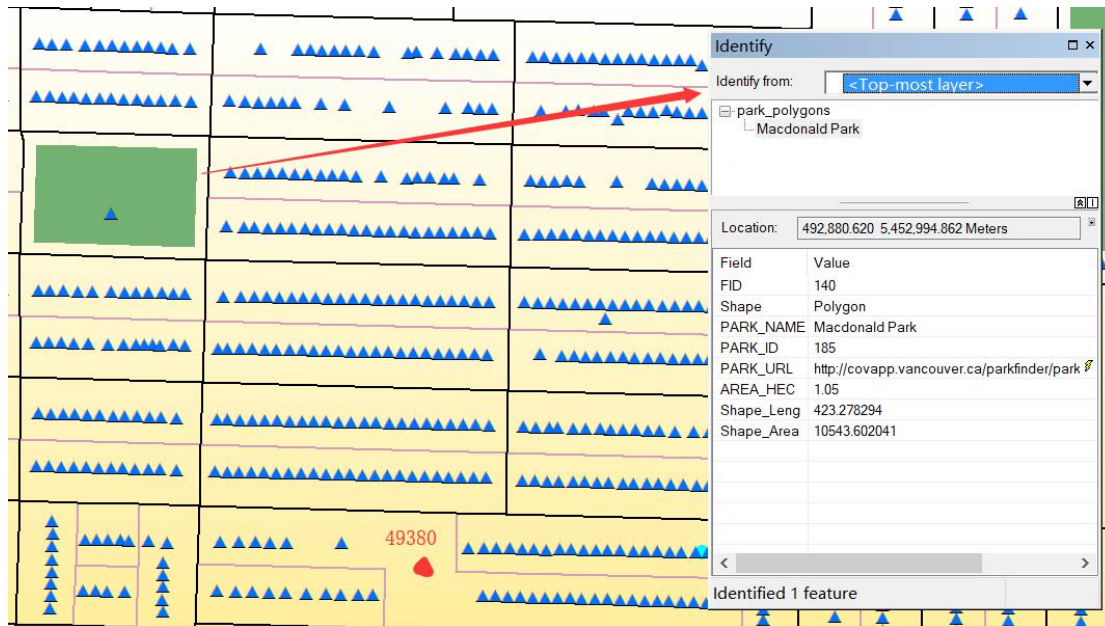 Identify
Identify from: <Top-most layer>
park_polygons
Macdonald Park
Location: 492,880.620 5,452,994.862 Meters
Field Value
FID 140
Shape Polygon
PARK_NAME Macdonald Park
PARK_ID 185
PARK_URL http://covapp.vancouver.ca/parkfinder/park
AREA_HEC 1.05
Shape_Leng 423.278294
Shape_Area 10543.602041
49380
Identified 1 feature